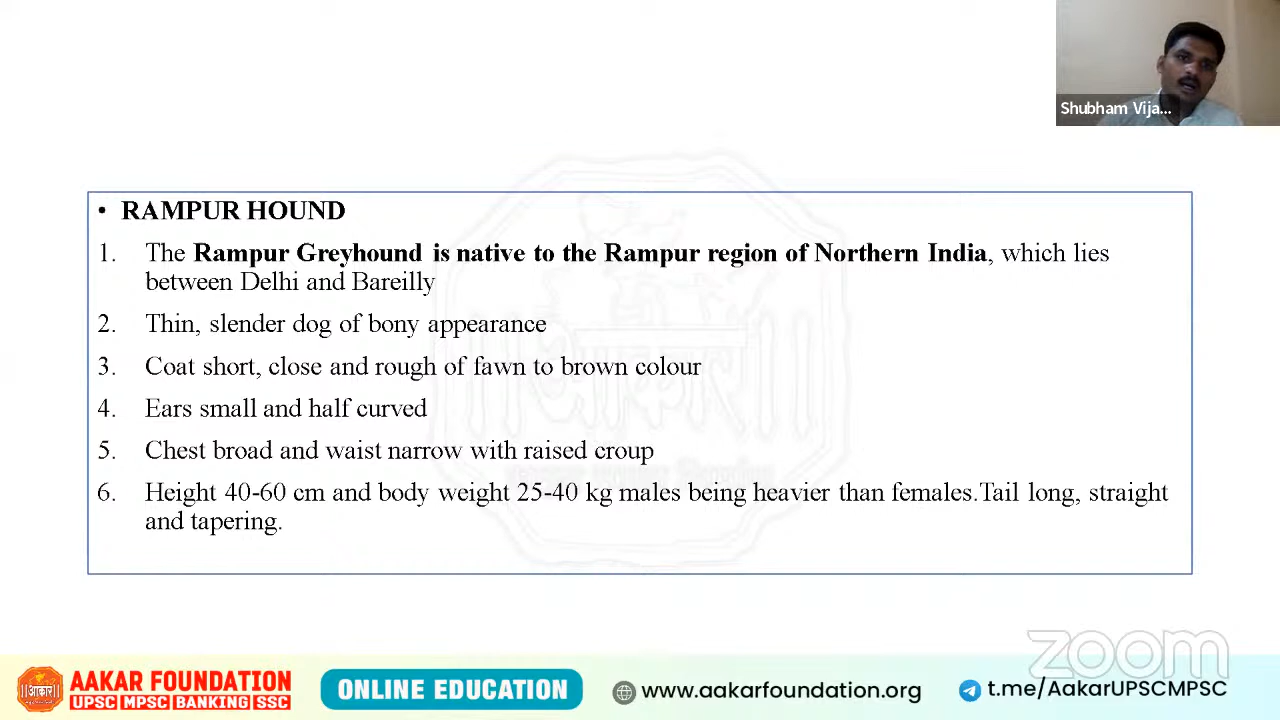 Shubham Vija...
• RAMPUR HOUND
1. The Rampur Greyhound is native to the Rampur region of Northern India, which lies
between Delhi and Bareilly
2. Thin, slender dog of bony appearance
3. Coat short, close and rough of fawn to brown colour
4. Ears small and half curved
5. Chest broad and waist narrow with raised croup
6. Height 40-60 cm and body weight 25-40 kg males being heavier than females.Tail long, straight
and tapering.
आकार
zoom
आकार
AAKAR FOUNDATION
UPSC MPSC BANKING SSC
ONLINE EDUCATION
www.aakarfoundation.org
t.me/AakarUPSCMPSC